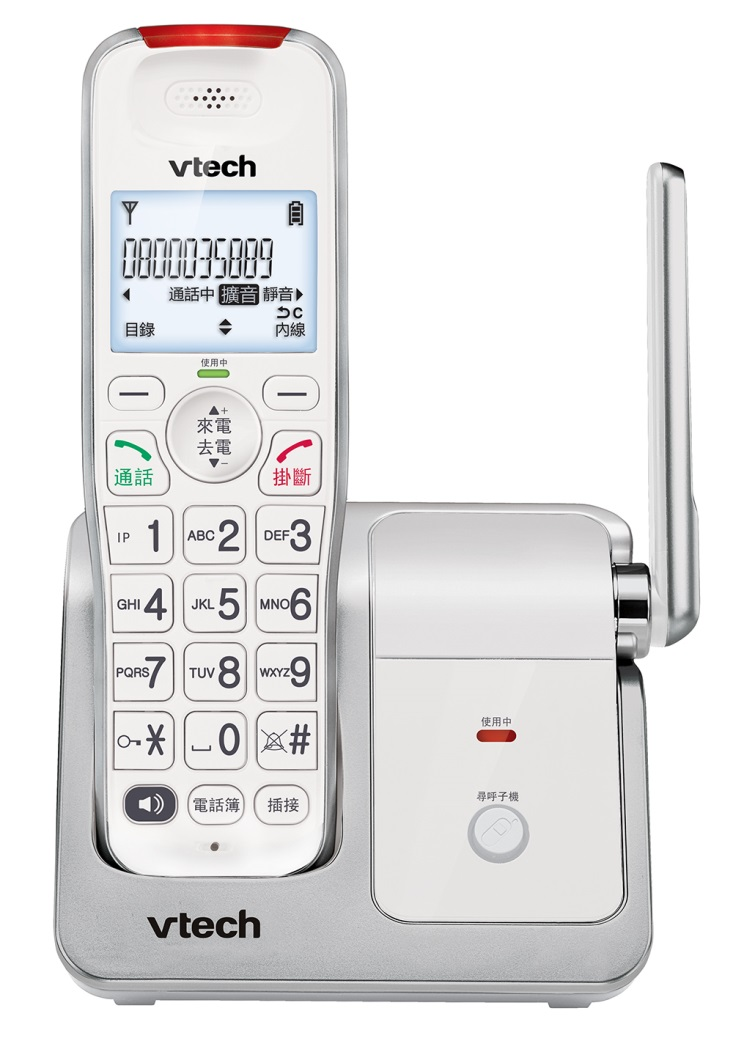 vtech
0800035889
通話中 擴音 靜音
C
目錄 內線
使用中
+
來電
去電
−
通話 掛斷
IP 1 ABC 2 DEF 3
GHI 4 JKL 5 MNO 6
PQRS 7 TUV 8 WXYZ 9
* 0 #
電話簿 插接
使用中
尋呼子機
vtech